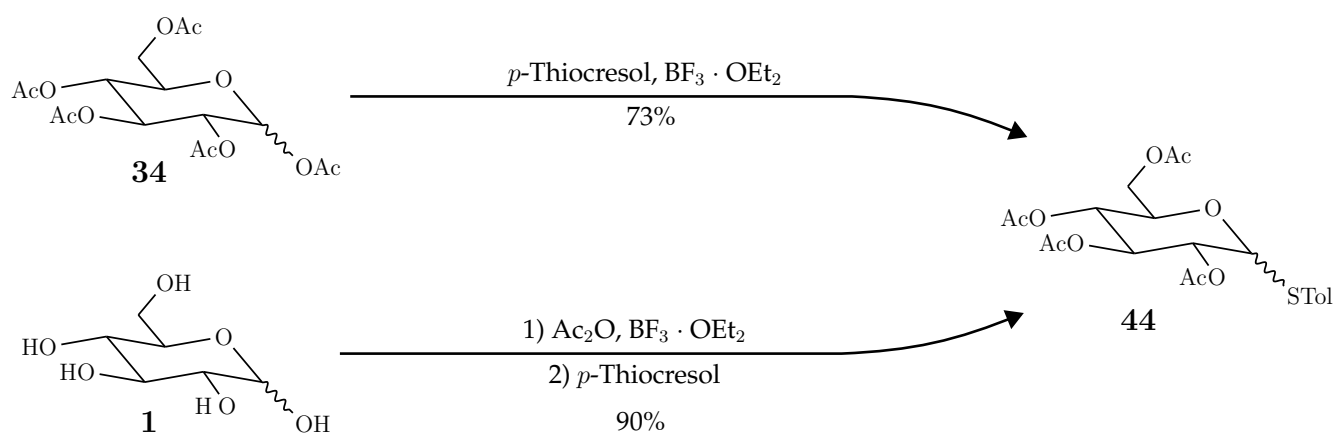 OAc
O
AcO
AcO
AcO
OAc
34
p-Thiocresol, BF₃ · OEt₂
73%
OAc
O
AcO
AcO
AcO
STol
44
OH
O
HO
HO
H O
OH
1
1) Ac₂O, BF₃ · OEt₂
2) p-Thiocresol
90%